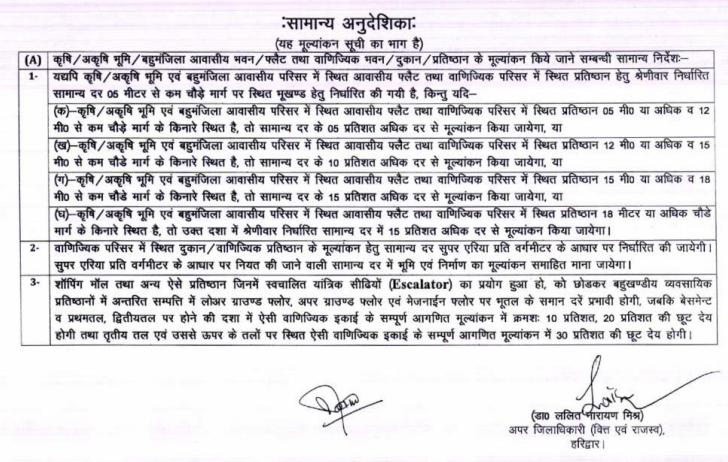 :सामान्य अनुदेशिका:
(यह मूल्यांकन सूची का भाग है)
(A) कृषि/अकृषि भूमि/बहुमंजिला आवासीय भवन/फ्लैट तथा वाणिज्यिक भवन/दुकान/प्रतिष्ठान के मूल्यांकन किये जाने सम्बन्धी सामान्य निर्देशः-
1- यद्यपि कृषि/अकृषि भूमि एवं बहुमंजिला आवासीय परिसर में स्थित आवासीय फ्लैट तथा वाणिज्यिक परिसर में स्थित प्रतिष्ठान हेतु श्रेणीवार निर्धारित
सामान्य दर 05 मीटर से कम चौड़े मार्ग पर स्थित भूखण्ड हेतु निर्धारित की गयी है, किन्तु यदि–
(क)–कृषि/अकृषि भूमि एवं बहुमंजिला आवासीय परिसर में स्थित आवासीय फ्लैट तथा वाणिज्यिक परिसर में स्थित प्रतिष्ठान 05 मी0 या अधिक व 12
मी0 से कम चौड़े मार्ग के किनारे स्थित है, तो सामान्य दर के 05 प्रतिशत अधिक दर से मूल्यांकन किया जायेगा, या
(ख)–कृषि/अकृषि भूमि एवं बहुमंजिला आवासीय परिसर में स्थित आवासीय फ्लैट तथा वाणिज्यिक परिसर में स्थित प्रतिष्ठान 12 मी0 या अधिक व 15
मी0 से कम चौडे मार्ग के किनारे स्थित है, तो सामान्य दर के 10 प्रतिशत अधिक दर से मूल्यांकन किया जायेगा, या
(ग)–कृषि/अकृषि भूमि एवं बहुमंजिला आवासीय परिसर में स्थित आवासीय फ्लैट तथा वाणिज्यिक परिसर में स्थित प्रतिष्ठान 15 मी0 या अधिक व 18
मी0 से कम चौड़े मार्ग के किनारे स्थित है, तो सामान्य दर के 15 प्रतिशत अधिक दर से मूल्यांकन किया जायेगा, या
(घ)–कृषि/अकृषि भूमि एवं बहुमंजिला आवासीय परिसर में स्थित आवासीय फ्लैट तथा वाणिज्यिक परिसर में स्थित प्रतिष्ठान 18 मीटर या अधिक चौडे
मार्ग के किनारे स्थित है, तो उक्त दशा में श्रेणीवार निर्धारित सामान्य दर में 15 प्रतिशत अधिक दर से मूल्यांकन किया जायेगा।
2- वाणिज्यिक परिसर में स्थित दुकान/वाणिज्यिक प्रतिष्ठान के मूल्यांकन हेतु सामान्य दर सुपर एरिया प्रति वर्गमीटर के आधार पर निर्धारित की जायेगी।
सुपर एरिया प्रति वर्गमीटर के आधार पर नियत की जाने वाली सामान्य दर में भूमि एवं निर्माण का मूल्यांकन समाहित माना जायेगा।
3- शॉपिंग मॉल तथा अन्य ऐसे प्रतिष्ठान जिनमें स्वचालित यांत्रिक सीढियों (Escalator) का प्रयोग हुआ हो, को छोडकर बहुखण्डीय व्यवसायिक
प्रतिष्ठानों में अन्तरित सम्पत्ति में लोअर ग्राउण्ड फ्लोर, अपर ग्राउण्ड फ्लोर एवं मेजनाईन फ्लोर पर भूतल के समान दरें प्रभावी होगी, जबकि बेसमेन्ट
व प्रथमतल, द्वितीयतल पर होने की दशा में ऐसी वाणिज्यिक इकाई के सम्पूर्ण आगणित मूल्यांकन में क्रमशः 10 प्रतिशत, 20 प्रतिशत की छूट देय
होगी तथा तृतीय तल एवं उससे ऊपर के तलों पर स्थित ऐसी वाणिज्यिक इकाई के सम्पूर्ण आगणित मूल्यांकन में 30 प्रतिशत की छूट देय होगी।
(डा0 ललित नारायण मिश्र)
अपर जिलाधिकारी (वित्त एवं राजस्व),
हरिद्वार।